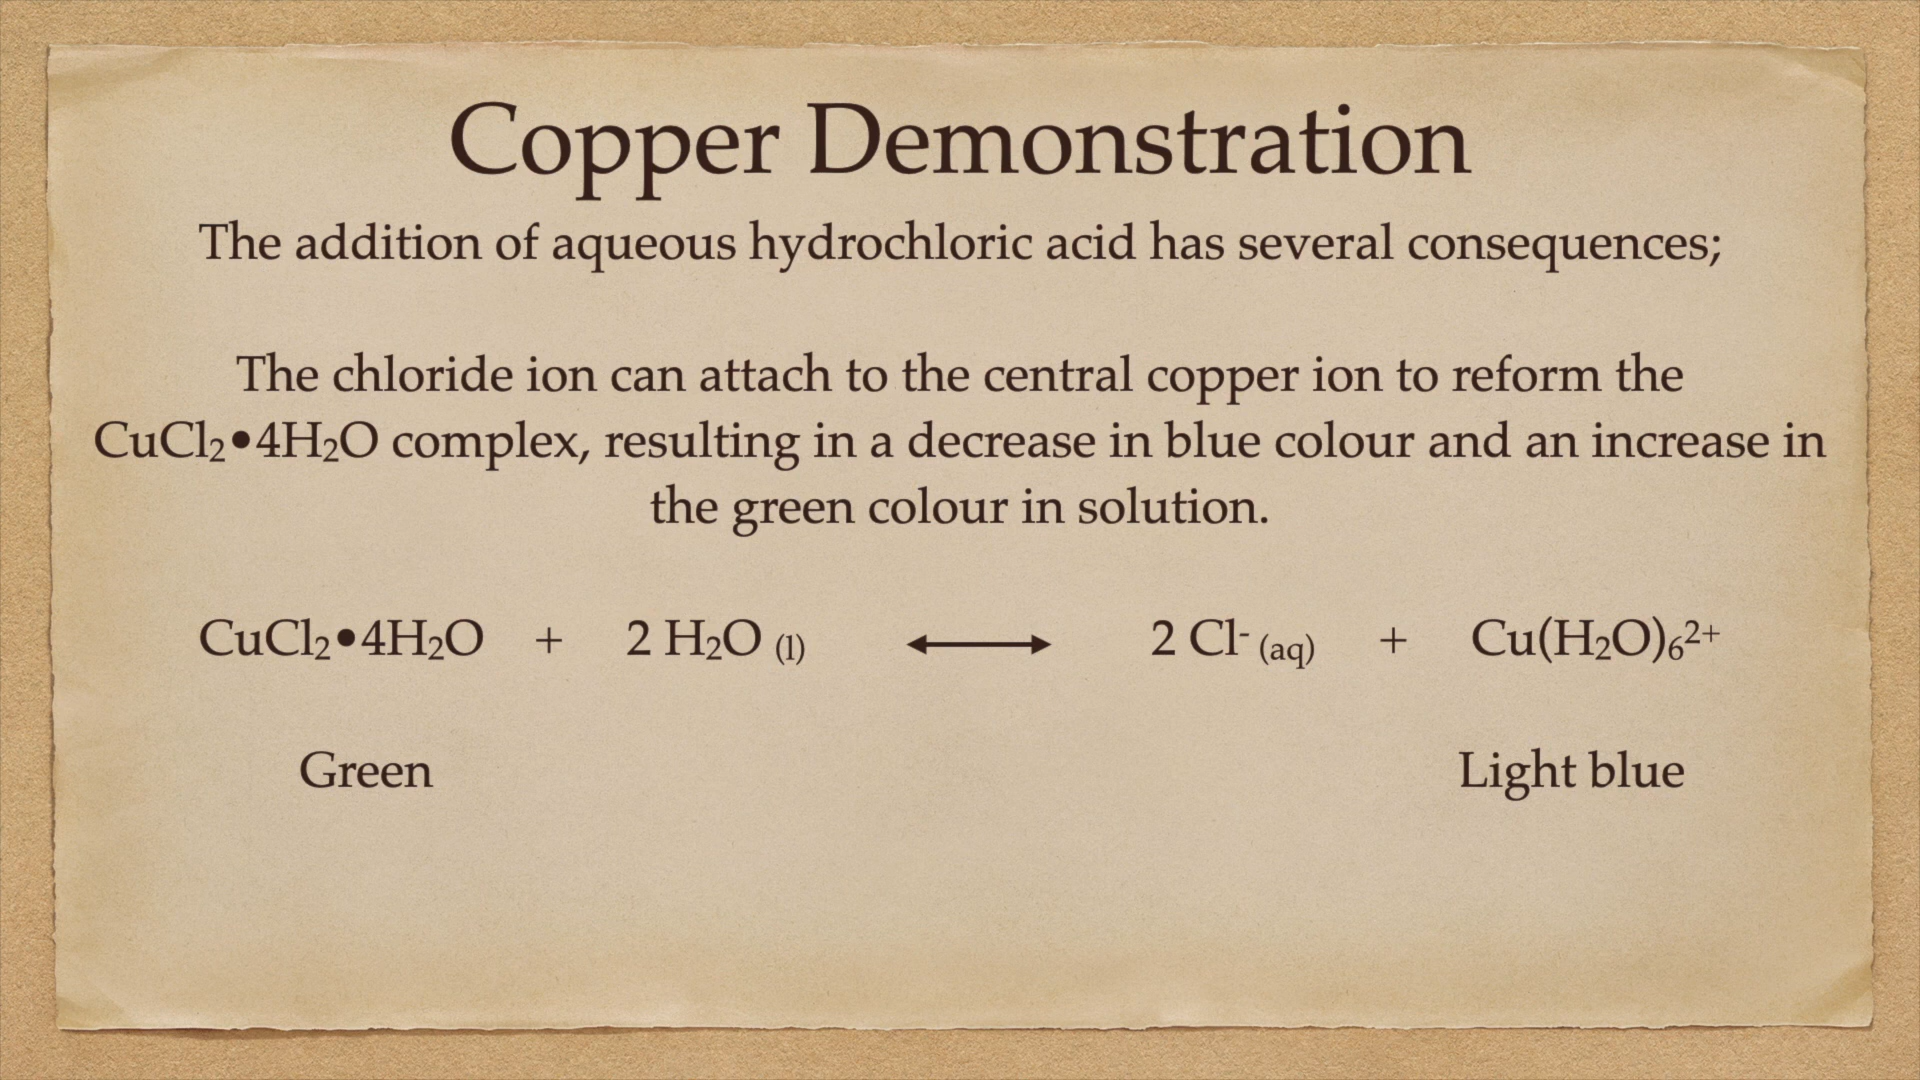 Copper Demonstration
The addition of aqueous hydrochloric acid has several consequences;
The chloride ion can attach to the central copper ion to reform the
CuCl₂•4H₂O complex, resulting in a decrease in blue colour and an increase in
the green colour in solution.
CuCl₂•4H₂O + 2 H₂O (l) ⟷ 2 Cl⁻ (aq) + Cu(H₂O)₆²⁺
Green Light blue